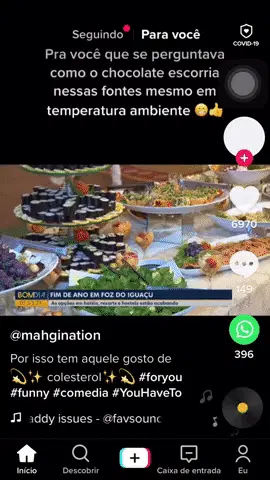 Seguindo Para você
COVID-19
Pra você que se perguntava
como o chocolate escorria
nessas fontes mesmo em
temperatura ambiente 🤭👍
6970
149
FIM DE ANO EM FOZ DO IGUAÇU
As opções em hotéis, resorts e hostels estão acabando
396
@mahgination
Por isso tem aquele gosto de
💫✨ colesterol✨💫 #foryou
#funny #comedia #YouHaveTo
addy issues - @favsounc
Início Descobrir Caixa de entrada Eu